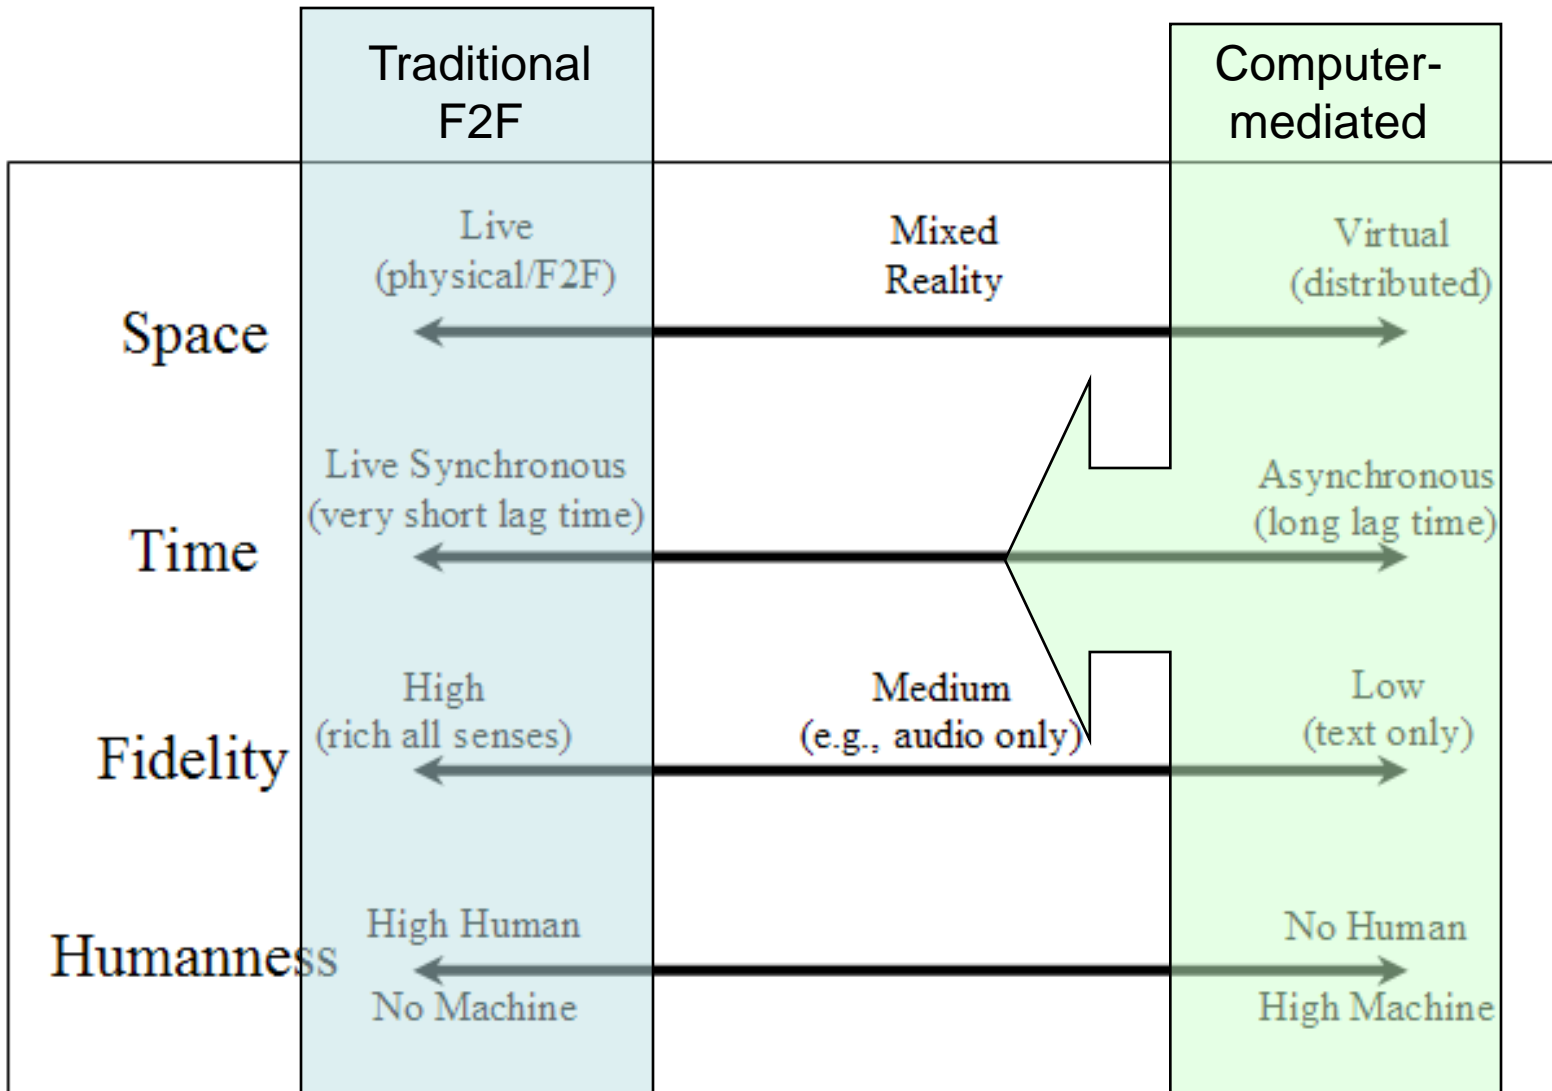 Traditional
F2F
Computer-
mediated
Live
(physical/F2F)
Mixed
Reality
Virtual
(distributed)
Space
Live Synchronous
(very short lag time)
Asynchronous
(long lag time)
Time
High
(rich all senses)
Medium
(e.g., audio only)
Low
(text only)
Fidelity
High Human
No Human
Humanness
No Machine
High Machine